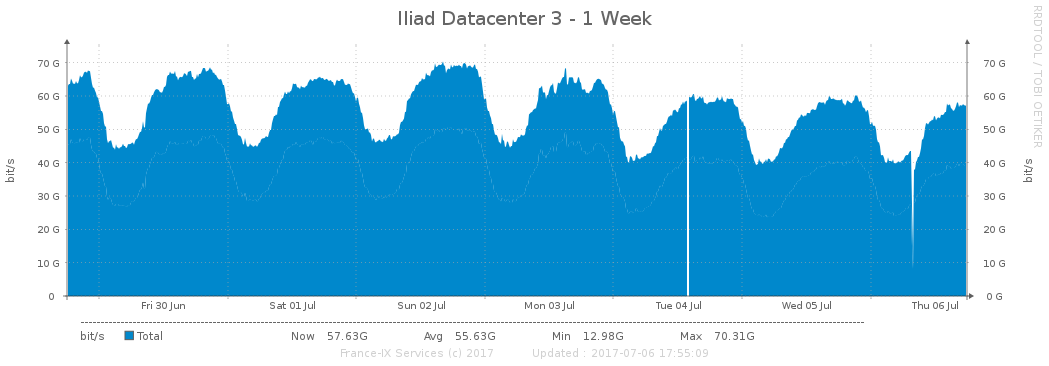 Iliad Datacenter 3 - 1 Week
RRDTOOL / TOBI OETIKER
70 G 70 G
60 G 60 G
50 G 50 G
40 G 40 G
30 G 30 G
20 G 20 G
10 G 10 G
0 0 G
bit/s
bit/s
Fri 30 Jun Sat 01 Jul Sun 02 Jul Mon 03 Jul Tue 04 Jul Wed 05 Jul Thu 06 Jul
bit/s Total Now 57.63G Avg 55.63G Min 12.98G Max 70.31G
France-IX Services (c) 2017 Updated : 2017-07-06 17:55:09